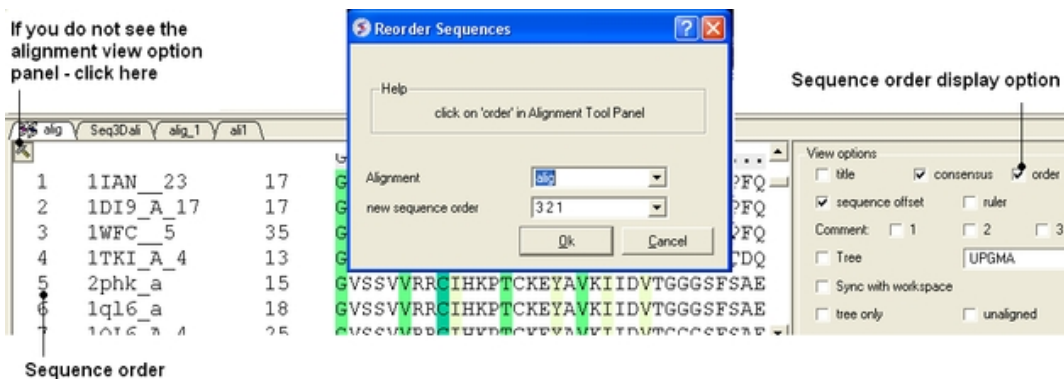 If you do not see the
alignment view option
panel - click here
Reorder Sequences
Help
click on 'order' in Alignment Tool Panel
Alignment
alig
new sequence order
3 2 1
Ok
Cancel
Sequence order display option
alig
Seq3Dali
alig_1
ali1
View options
title
consensus
order
sequence offset
ruler
Comment:
1
2
3
Tree
UPGMA
Sync with workspace
tree only
unaligned
1 1IAN__23 17 G PFQ
2 1DI9_A_17 17 G PFQ
3 1WFC__5 35 G PFQ
4 1TKI_A_4 13 G TDQ
5 2phk_a 15 GVSSVVRRCIHKPTCKEYAVKIIDVTGGGSFSAE
6 1ql6_a 18 GVSSVVRRCIHKPTCKEYAVKIIDVTGGGSFSAE
Sequence order